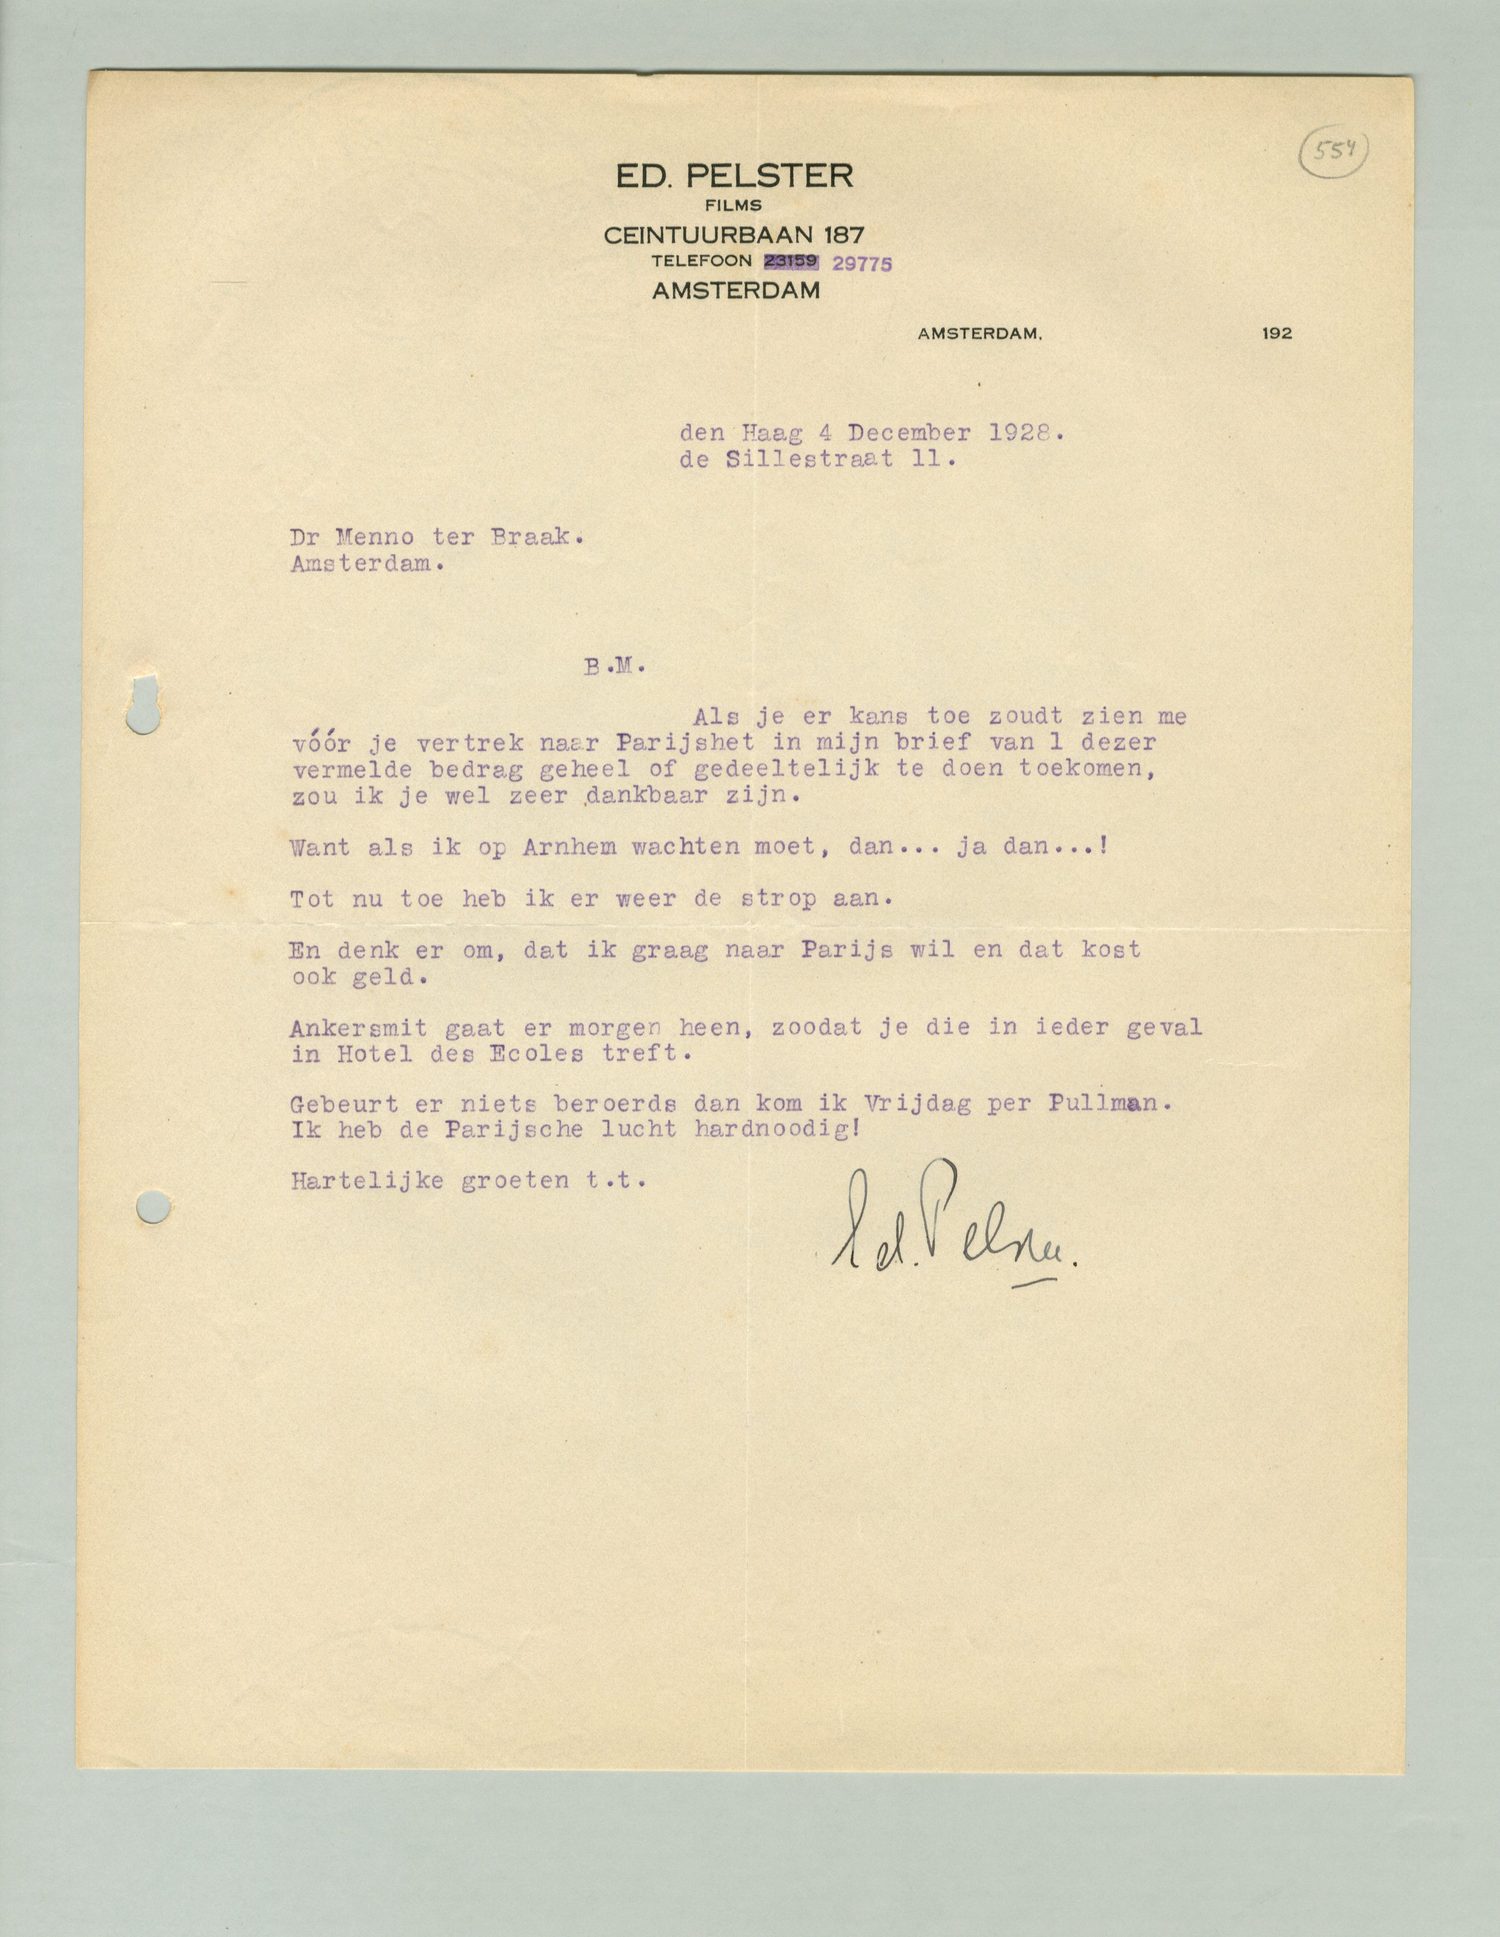 554
ED. PELSTER
FILMS
CEINTUURBAAN 187
TELEFOON 23159 29775
AMSTERDAM
AMSTERDAM, 192
den Haag 4 December 1928.
de Sillestraat 11.
Dr Menno ter Braak.
Amsterdam.
B.M.
Als je er kans toe zoudt zien me
vóór je vertrek naar Parijshet in mijn brief van 1 dezer
vermelde bedrag geheel of gedeeltelijk te doen toekomen,
zou ik je wel zeer dankbaar zijn.
Want als ik op Arnhem wachten moet, dan... ja dan...!
Tot nu toe heb ik er weer de strop aan.
En denk er om, dat ik graag naar Parijs wil en dat kost
ook geld.
Ankersmit gaat er morgen heen, zoodat je die in ieder geval
in Hotel des Ecoles treft.
Gebeurt er niets beroerds dan kom ik Vrijdag per Pullman.
Ik heb de Parijsche lucht hardnoodig!
Hartelijke groeten t.t.
Ed. Pelster.